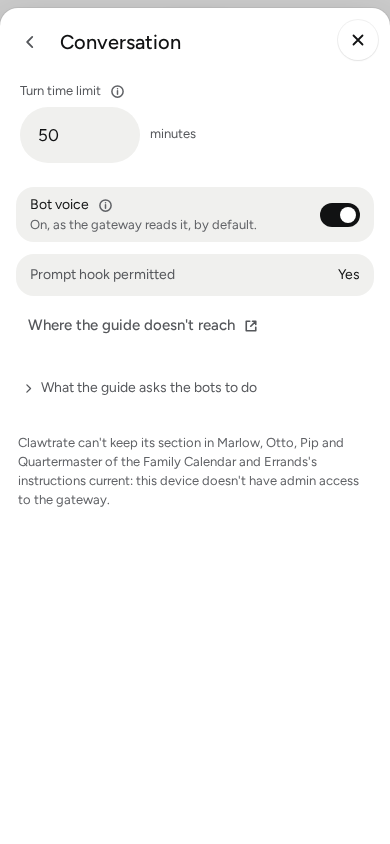 Conversation
Turn time limit
50
minutes
Bot voice
On, as the gateway reads it, by default.
Prompt hook permitted
Yes
Where the guide doesn't reach
What the guide asks the bots to do
Clawtrate can't keep its section in Marlow, Otto, Pip and
Quartermaster of the Family Calendar and Errands's
instructions current: this device doesn't have admin access
to the gateway.